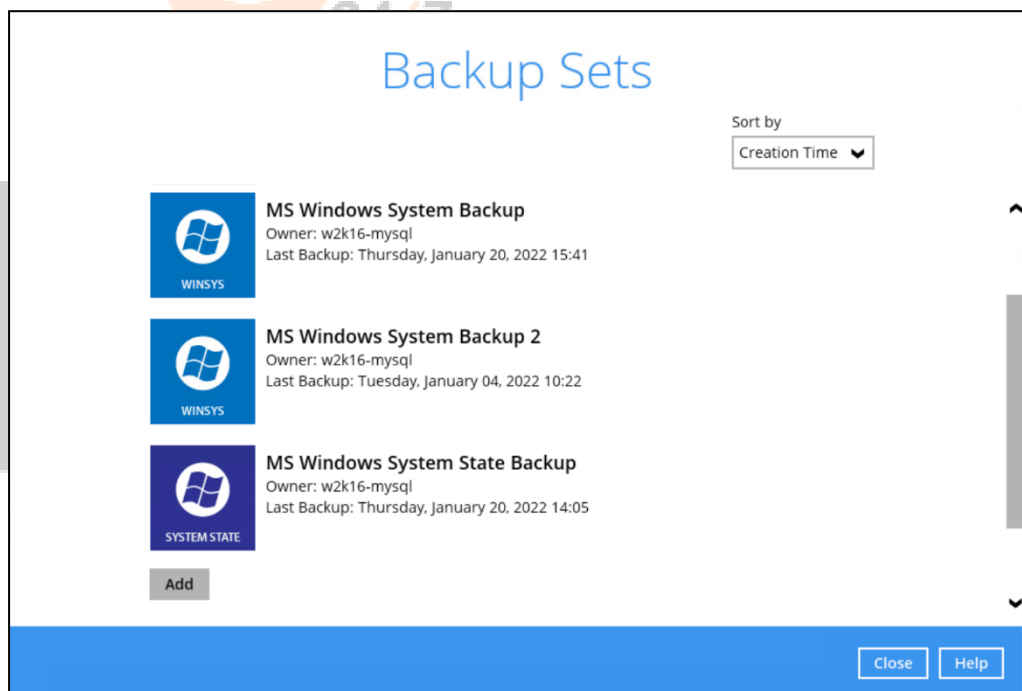 Backup Sets
Sort by
Creation Time
MS Windows System Backup
Owner: w2k16-mysql
Last Backup: Thursday, January 20, 2022 15:41
WINSYS
MS Windows System Backup 2
Owner: w2k16-mysql
Last Backup: Tuesday, January 04, 2022 10:22
WINSYS
MS Windows System State Backup
Owner: w2k16-mysql
Last Backup: Thursday, January 20, 2022 14:05
SYSTEM STATE
Add
Close Help